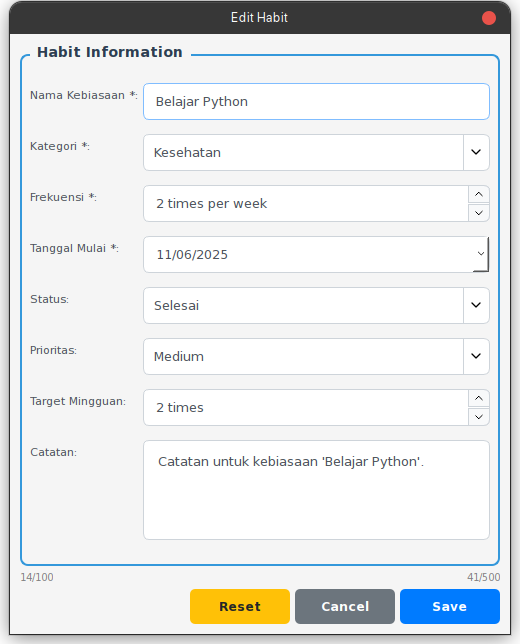 Edit Habit
Habit Information
Nama Kebiasaan *:
Belajar Python
Kategori *:
Kesehatan
Frekuensi *:
2 times per week
Tanggal Mulai *:
11/06/2025
Status:
Selesai
Prioritas:
Medium
Target Mingguan:
2 times
Catatan:
Catatan untuk kebiasaan 'Belajar Python'.
14/100
41/500
Reset
Cancel
Save